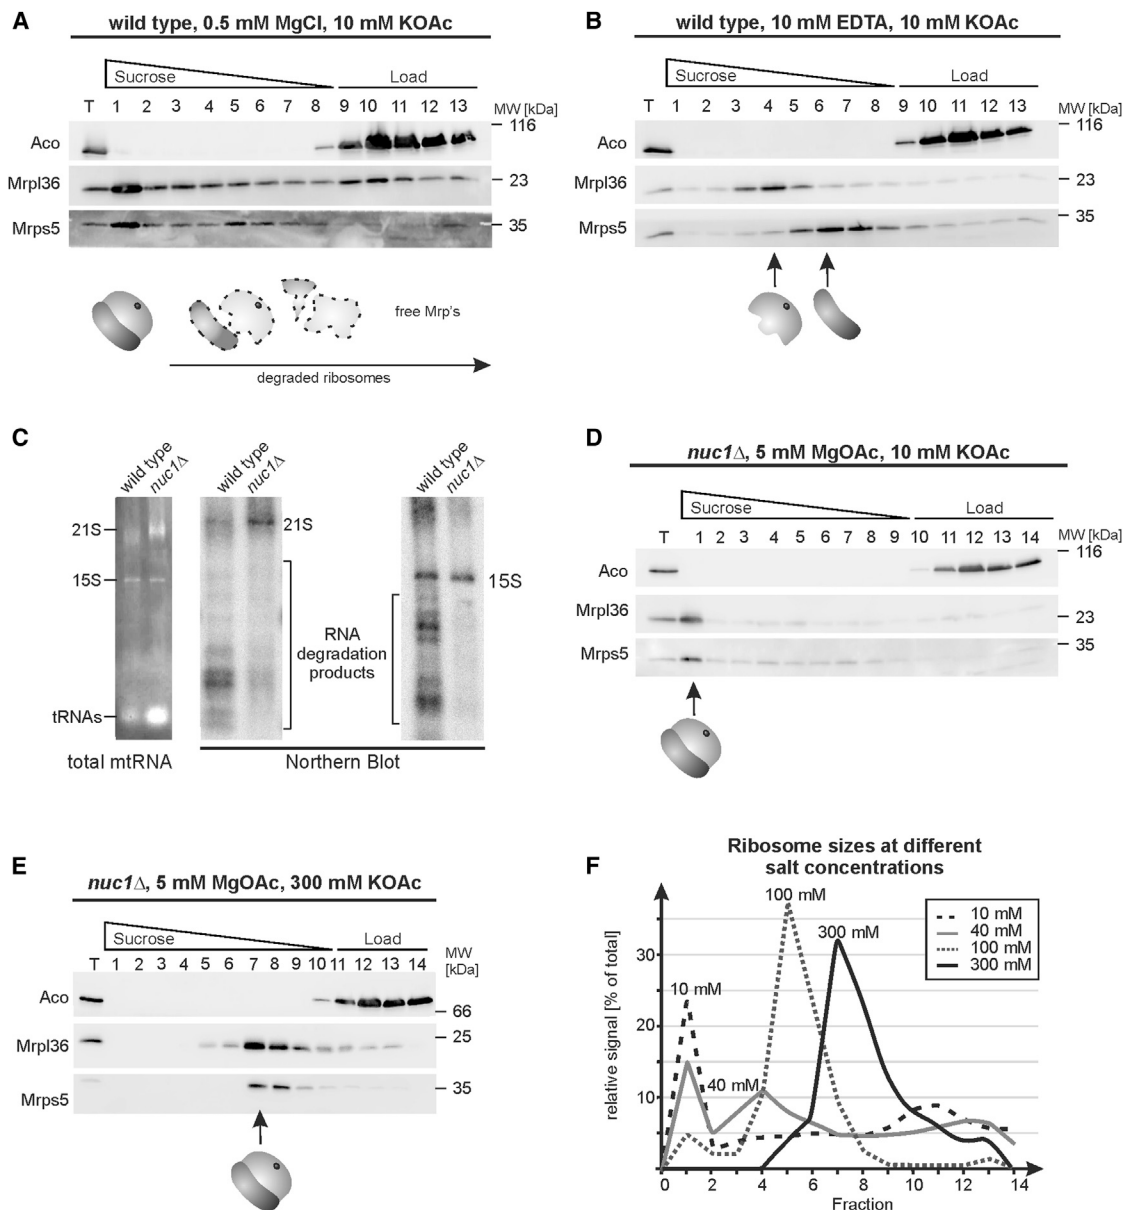 A
wild type, 0.5 mM MgCl, 10 mM KOAc
Sucrose
Load
T 1 2 3 4 5 6 7 8 9 10 11 12 13 MW [kDa]
Aco
116
Mrpl36
23
Mrps5
35
free Mrp's
degraded ribosomes
B
wild type, 10 mM EDTA, 10 mM KOAc
Sucrose
Load
T 1 2 3 4 5 6 7 8 9 10 11 12 13 MW [kDa]
Aco
116
Mrpl36
23
Mrps5
35
C
wild type
nuc1Δ
wild type
nuc1Δ
wild type
nuc1Δ
21S
21S
15S
15S
RNA
degradation
products
tRNAs
total mtRNA
Northern Blot
D
nuc1Δ, 5 mM MgOAc, 10 mM KOAc
Sucrose
Load
T 1 2 3 4 5 6 7 8 9 10 11 12 13 14 MW [kDa]
Aco
116
Mrpl36
23
Mrps5
35
E
nuc1Δ, 5 mM MgOAc, 300 mM KOAc
Sucrose
Load
MW
[kDa]
T 1 2 3 4 5 6 7 8 9 10 11 12 13 14
Aco
66
Mrpl36
25
Mrps5
35
F
Ribosome sizes at different
salt concentrations
100 mM
300 mM
10 mM
40 mM
10 mM
40 mM
100 mM
300 mM
relative signal [% of total]
30
20
10
0 2 4 6 8 10 12 14
Fraction